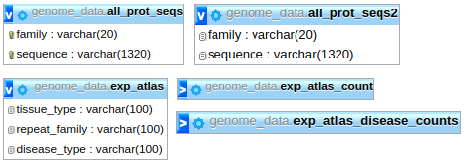 v genome_data.all_prot_seqs
family : varchar(20)
sequence : varchar(1320)
v genome_data.all_prot_seqs2
family : varchar(20)
sequence : varchar(1320)
v genome_data.exp_atlas
tissue_type : varchar(100)
repeat_family : varchar(100)
disease_type : varchar(100)
> genome_data.exp_atlas_count
> genome_data.exp_atlas_disease_counts